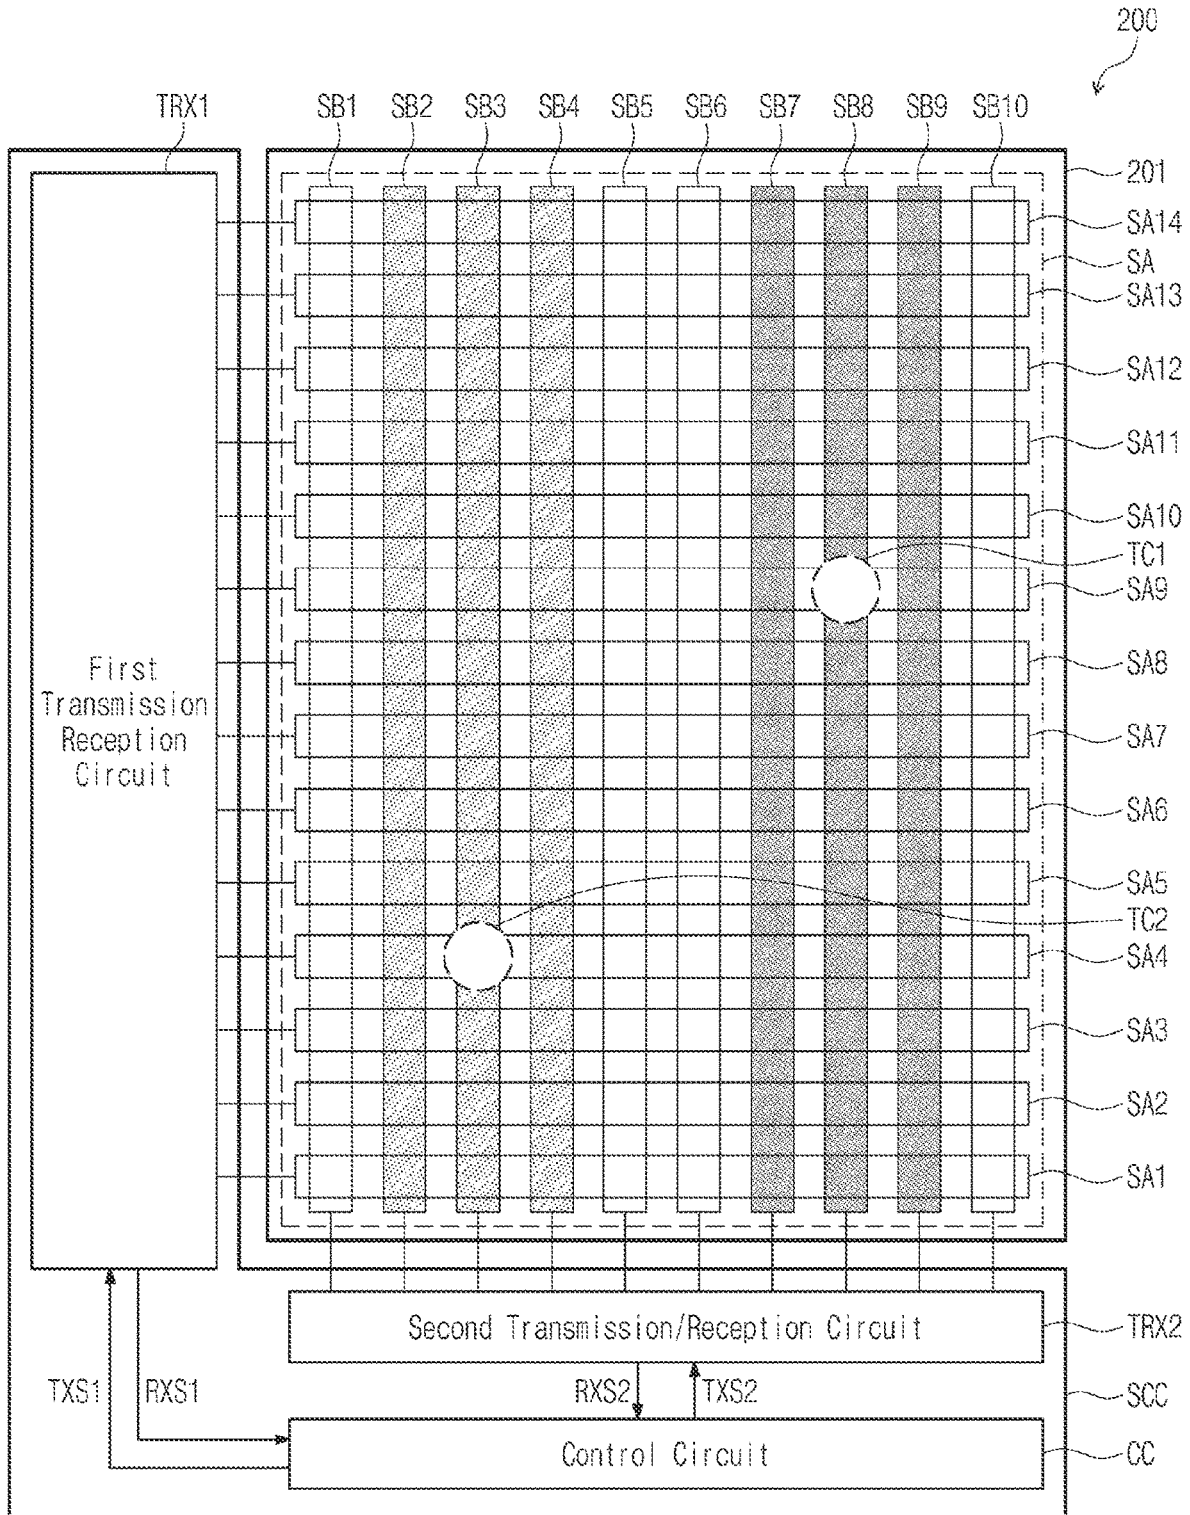 200
TRX1
SB1
SB2
SB3
SB4
SB5
SB6
SB7
SB8
SB9
SB10
201
SA14
SA
SA13
SA12
SA11
SA10
TC1
SA9
SA8
SA7
SA6
SA5
TC2
SA4
SA3
SA2
SA1
First
Transmission
Reception
Circuit
Second Transmission/Reception Circuit
TRX2
TXS1
RXS1
RXS2
TXS2
SCC
Control Circuit
CC